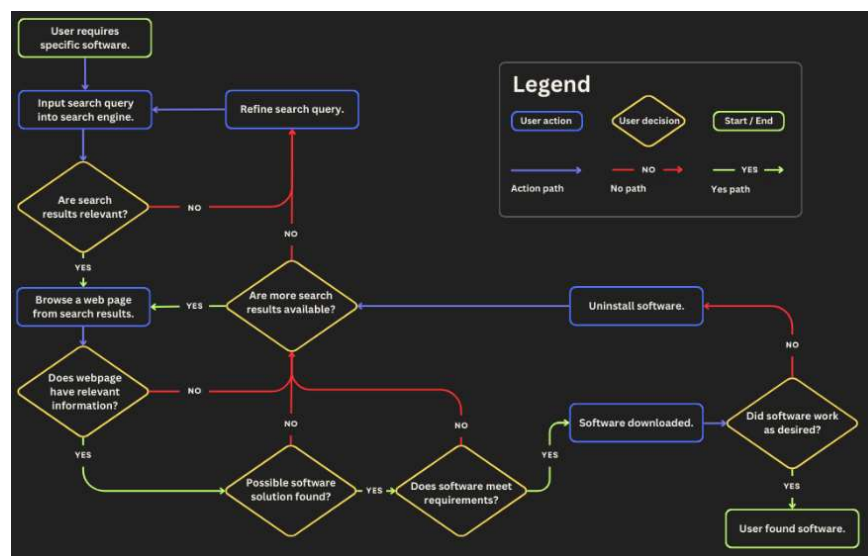 User requires
specific software.
Input search query
into search engine.
Refine search query.
Legend
User action
User decision
Start / End
NO
YES
Action path
No path
Yes path
Are search
results relevant?
NO
YES
NO
Browse a web page
from search results.
YES
Are more search
results available?
Uninstall software.
NO
Does webpage
have relevant
information?
NO
NO
NO
Software downloaded.
Did software work
as desired?
YES
YES
Possible software
solution found?
YES
Does software meet
requirements?
YES
User found software.